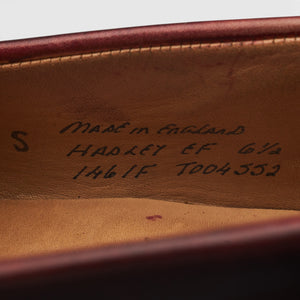 S
MADE IN ENGLAND
HADLEY EF 6½
1461F T004552